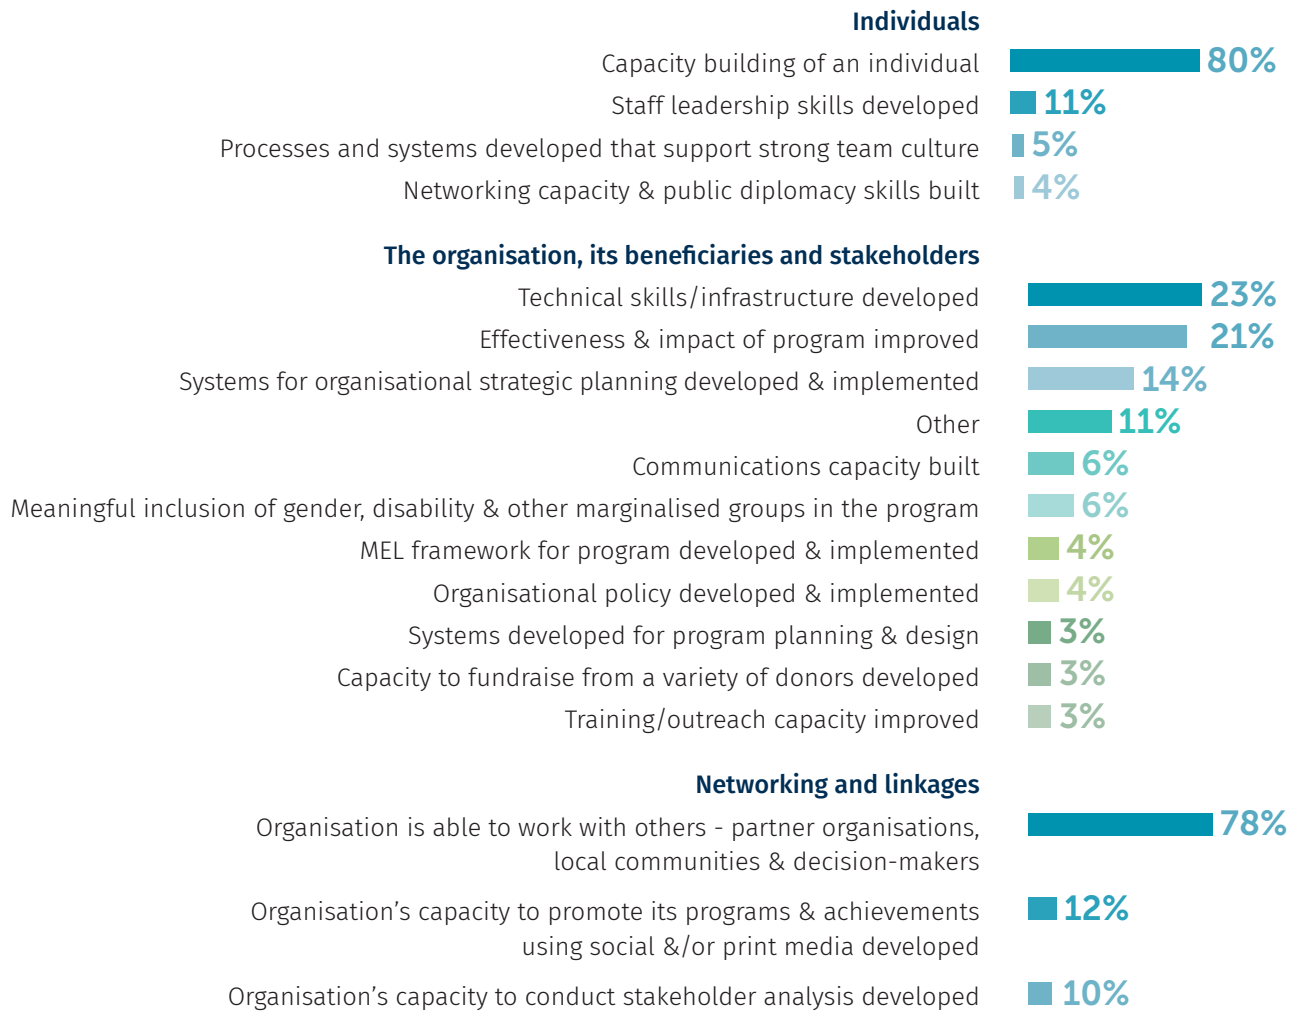 Individuals
Capacity building of an individual 80%
Staff leadership skills developed 11%
Processes and systems developed that support strong team culture 5%
Networking capacity & public diplomacy skills built 4%
The organisation, its beneficiaries and stakeholders
Technical skills/infrastructure developed 23%
Effectiveness & impact of program improved 21%
Systems for organisational strategic planning developed & implemented 14%
Other 11%
Communications capacity built 6%
Meaningful inclusion of gender, disability & other marginalised groups in the program 6%
MEL framework for program developed & implemented 4%
Organisational policy developed & implemented 4%
Systems developed for program planning & design 3%
Capacity to fundraise from a variety of donors developed 3%
Training/outreach capacity improved 3%
Networking and linkages
Organisation is able to work with others - partner organisations, 78%
local communities & decision-makers
Organisation’s capacity to promote its programs & achievements 12%
using social &/or print media developed
Organisation’s capacity to conduct stakeholder analysis developed 10%